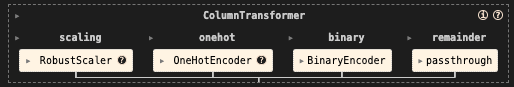 ColumnTransformer i ?
scaling onehot binary remainder
RobustScaler ? OneHotEncoder ? BinaryEncoder passthrough